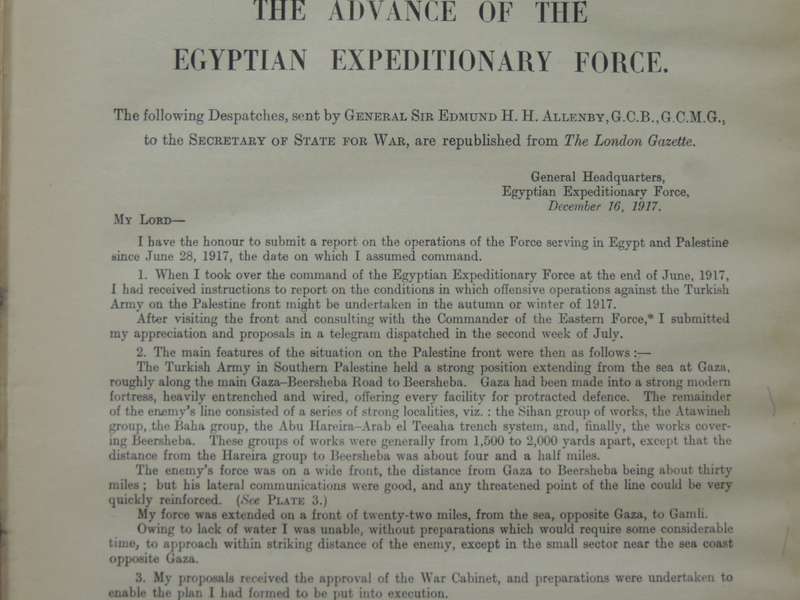 THE ADVANCE OF THE
EGYPTIAN EXPEDITIONARY FORCE.
The following Despatches, sent by GENERAL SIR EDMUND H. H. ALLENBY, G.C.B., G.C.M.G.,
to the SECRETARY OF STATE FOR WAR, are republished from The London Gazette.
General Headquarters,
Egyptian Expeditionary Force,
December 16, 1917.
MY LORD—
I have the honour to submit a report on the operations of the Force serving in Egypt and Palestine
since June 28, 1917, the date on which I assumed command.
1. When I took over the command of the Egyptian Expeditionary Force at the end of June, 1917,
I had received instructions to report on the conditions in which offensive operations against the Turkish
Army on the Palestine front might be undertaken in the autumn or winter of 1917.
After visiting the front and consulting with the Commander of the Eastern Force,* I submitted
my appreciation and proposals in a telegram dispatched in the second week of July.
2. The main features of the situation on the Palestine front were then as follows :—
The Turkish Army in Southern Palestine held a strong position extending from the sea at Gaza,
roughly along the main Gaza–Beersheba Road to Beersheba. Gaza had been made into a strong modern
fortress, heavily entrenched and wired, offering every facility for protracted defence. The remainder
of the enemy's line consisted of a series of strong localities, viz. : the Sihan group of works, the Atawineh
group, the Baha group, the Abu Hareira–Arab el Teeaha trench system, and, finally, the works cover-
ing Beersheba. These groups of works were generally from 1,500 to 2,000 yards apart, except that the
distance from the Hareira group to Beersheba was about four and a half miles.
The enemy's force was on a wide front, the distance from Gaza to Beersheba being about thirty
miles ; but his lateral communications were good, and any threatened point of the line could be very
quickly reinforced. (See PLATE 3.)
My force was extended on a front of twenty-two miles, from the sea, opposite Gaza, to Gamli.
Owing to lack of water I was unable, without preparations which would require some considerable
time, to approach within striking distance of the enemy, except in the small sector near the sea coast
opposite Gaza.
3. My proposals received the approval of the War Cabinet, and preparations were undertaken to
enable the plan I had formed to be put into execution.